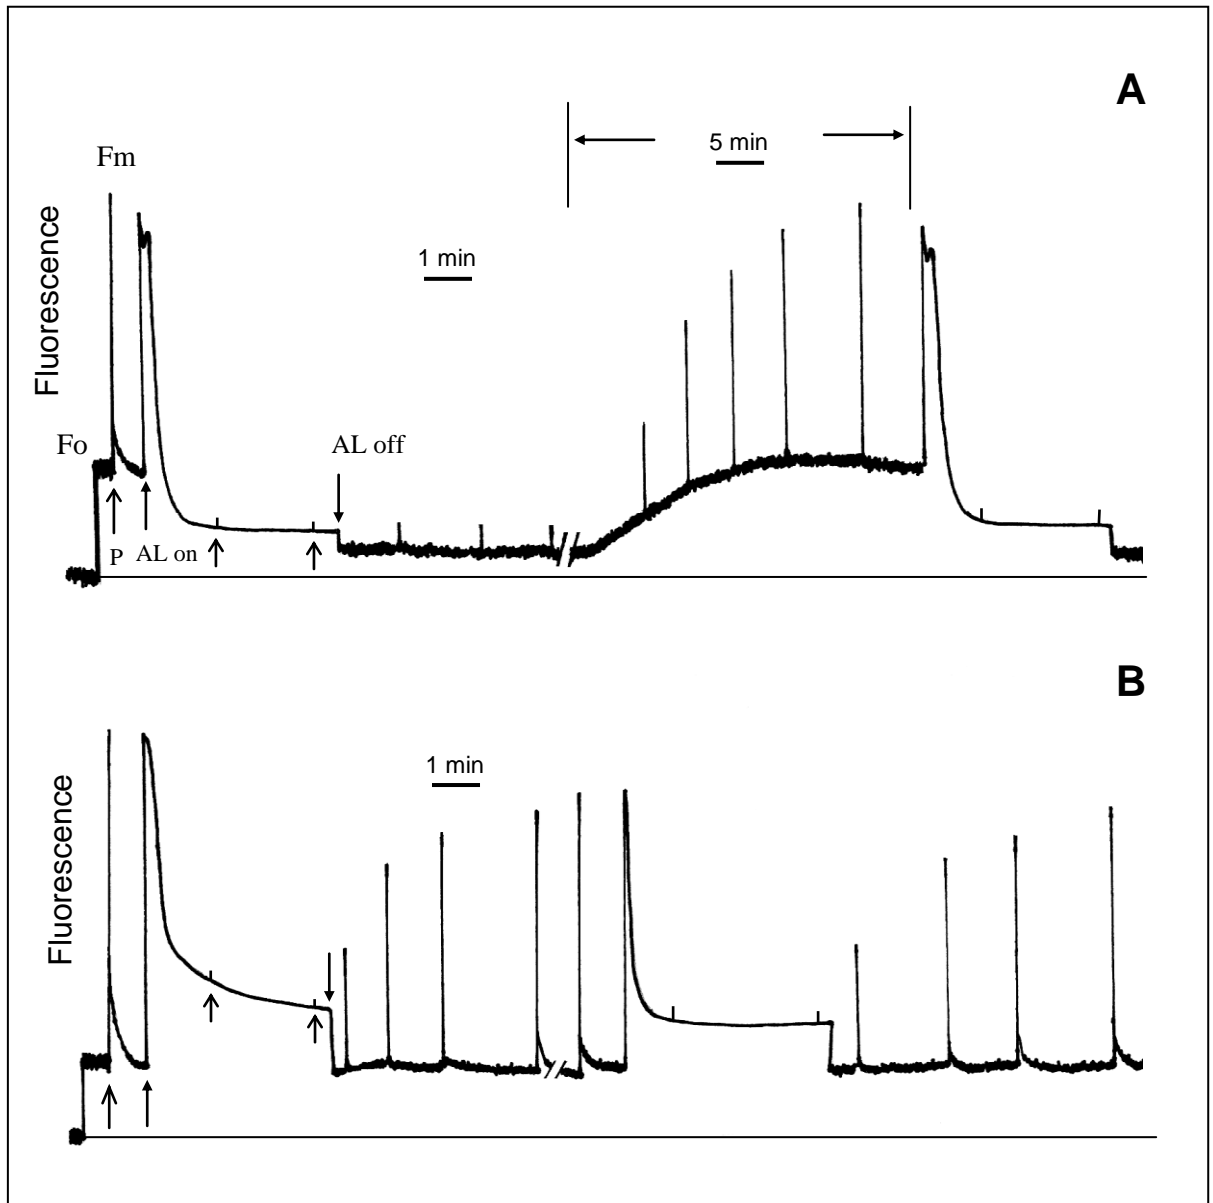 A
5 min
Fm
1 min
Fluorescence
Fo
AL off
P
AL on
B
1 min
Fluorescence